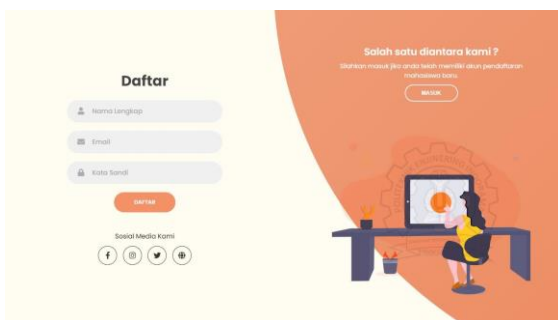 Daftar
Nama Lengkap
Email
Kata Sandi
DAFTAR
Sosial Media Kami
Salah satu diantara kami ?
Silahkan masuk jika anda telah memiliki akun pendaftaran
mahasiswa baru.
MASUK